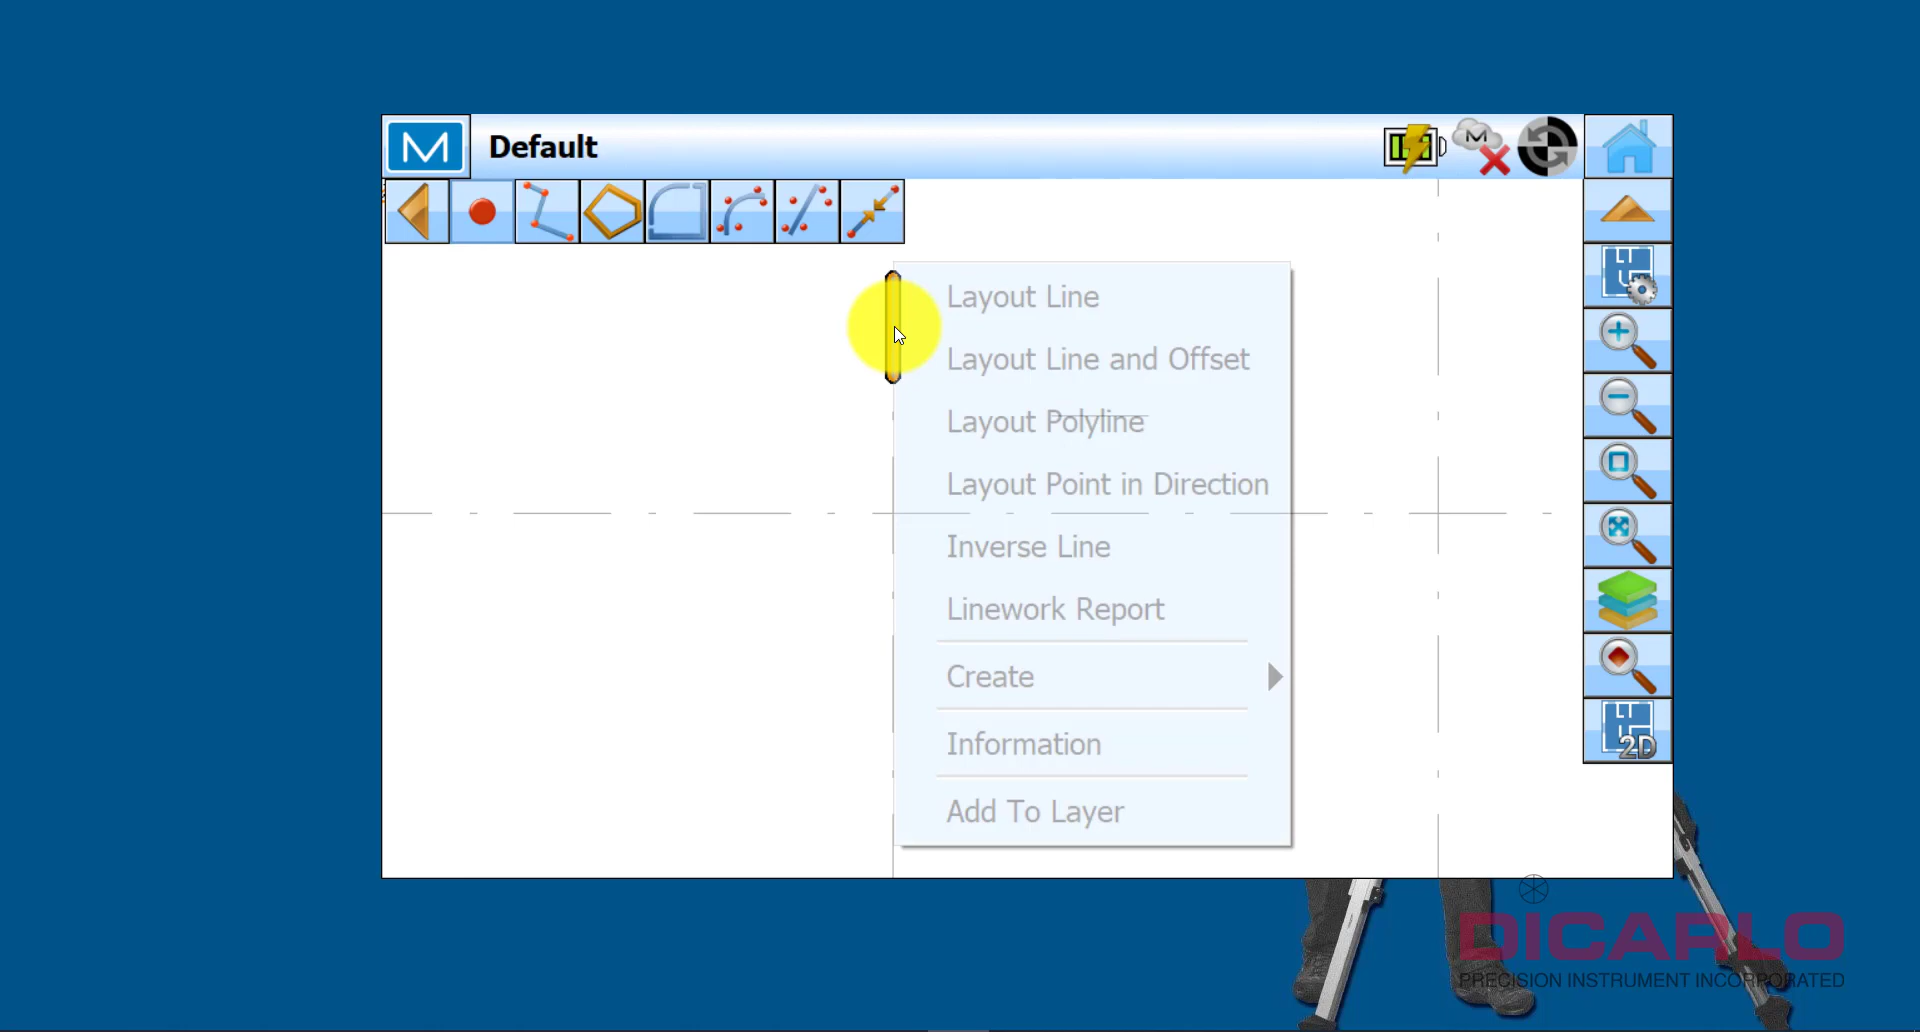 M
Default
M
Layout Line
Layout Line and Offset
Layout Polyline
Layout Point in Direction
Inverse Line
Linework Report
Create
Information
2D
Add To Layer
DICARLO
PRECISION INSTRUMENT INCORPORATED